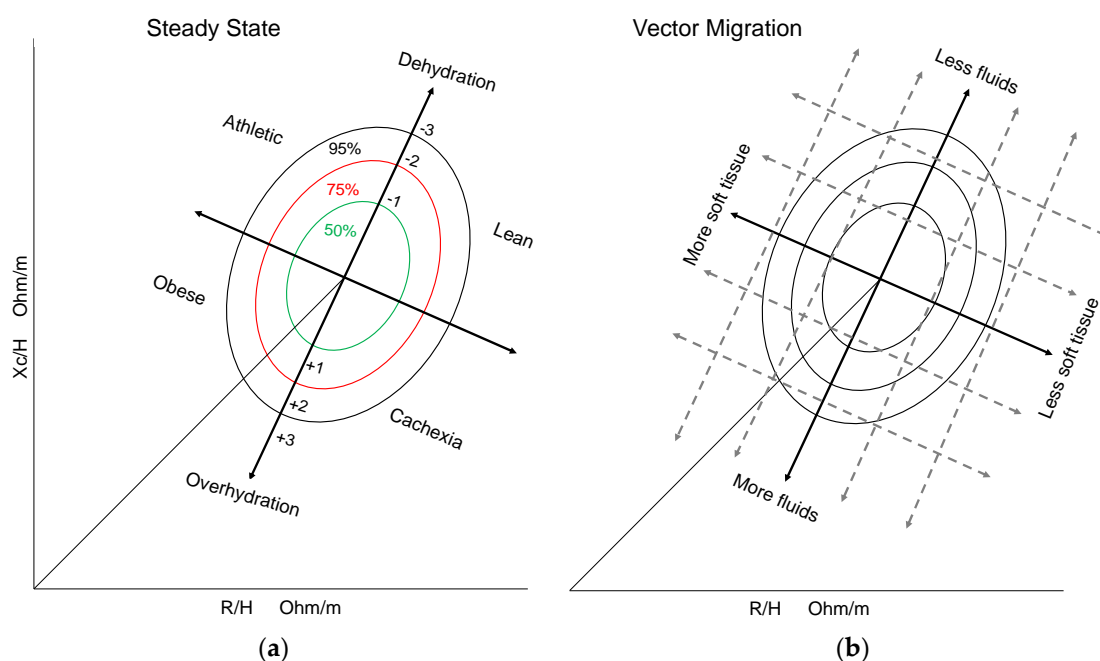 Steady State
Dehydration
Athletic
-3
95%
-2
75%
-1
50%
Lean
Obese
+1
+2
+3
Cachexia
Overhydration
Xc/H Ohm/m
R/H Ohm/m
(a)
Vector Migration
Less fluids
More soft tissue
Less soft tissue
More fluids
R/H Ohm/m
(b)